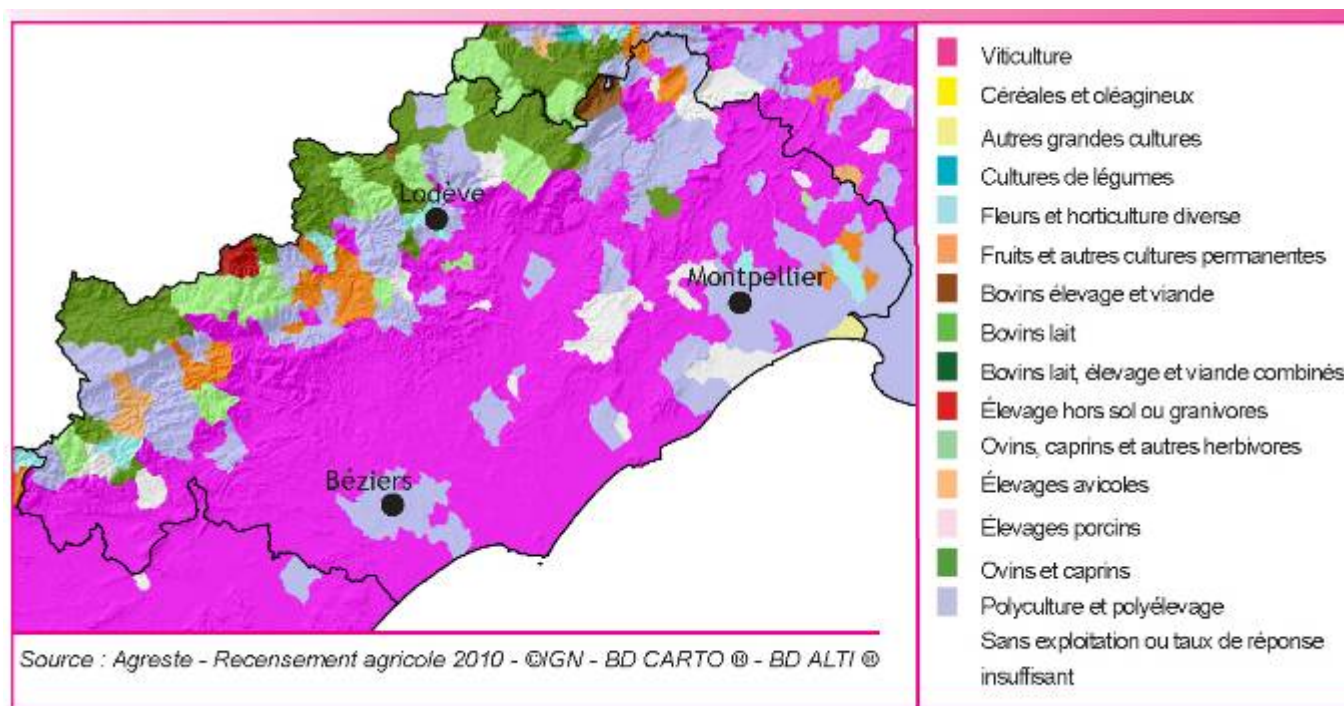 Lodève
Montpellier
Béziers
Source : Agreste - Recensement agricole 2010 - ©IGN - BD CARTO ® - BD ALTI ®
Viticulture
Céréales et oléagineux
Autres grandes cultures
Cultures de légumes
Fleurs et horticulture diverse
Fruits et autres cultures permanentes
Bovins élevage et viande
Bovins lait
Bovins lait, élevage et viande combinés
Élevage hors sol ou granivores
Ovins, caprins et autres herbivores
Élevages avicoles
Élevages porcins
Ovins et caprins
Polyculture et polyélevage
Sans exploitation ou taux de réponse
insuffisant